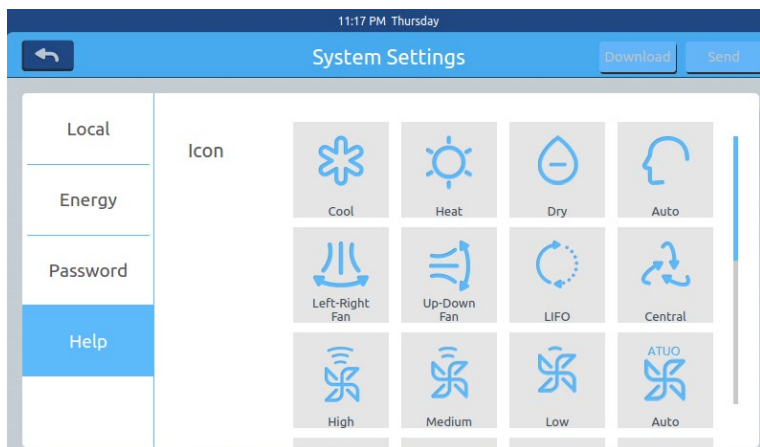 11:17 PM Thursday
System Settings
Download
Send
Local
Energy
Password
Help
Icon
Cool
Heat
Dry
Auto
Left-Right
Fan
Up-Down
Fan
LIFO
Central
High
Medium
Low
ATUO
Auto